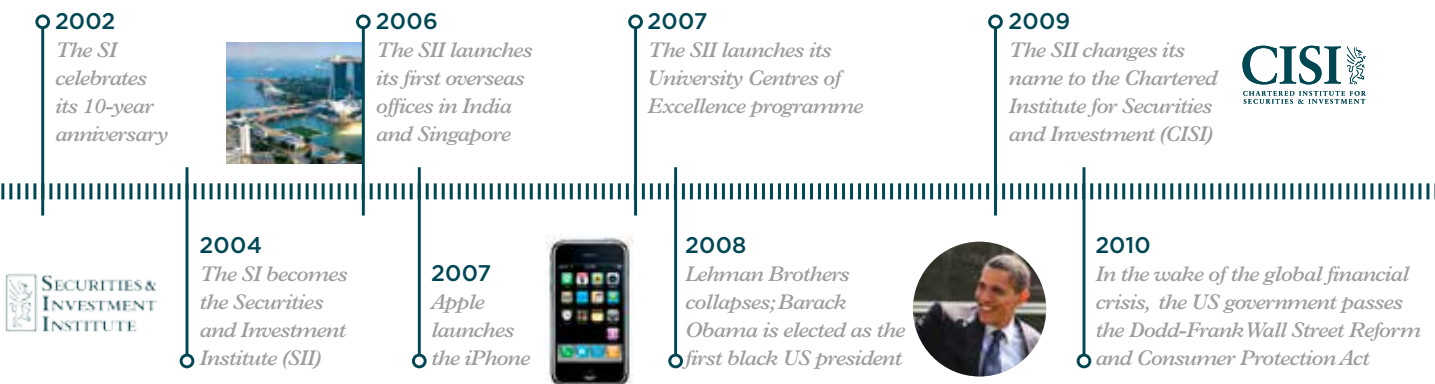 2002
The SI
celebrates
its 10-year
anniversary
2006
The SII launches
its first overseas
offices in India
and Singapore
2007
The SII launches its
University Centres of
Excellence programme
2009
The SII changes its
name to the Chartered
Institute for Securities
and Investment (CISI)
CISI
CHARTERED INSTITUTE FOR
SECURITIES & INVESTMENT
SECURITIES &
INVESTMENT
INSTITUTE
2004
The SI becomes
the Securities
and Investment
Institute (SII)
2007
Apple
launches
the iPhone
2008
Lehman Brothers
collapses; Barack
Obama is elected as the
first black US president
2010
In the wake of the global financial
crisis, the US government passes
the Dodd-Frank Wall Street Reform
and Consumer Protection Act